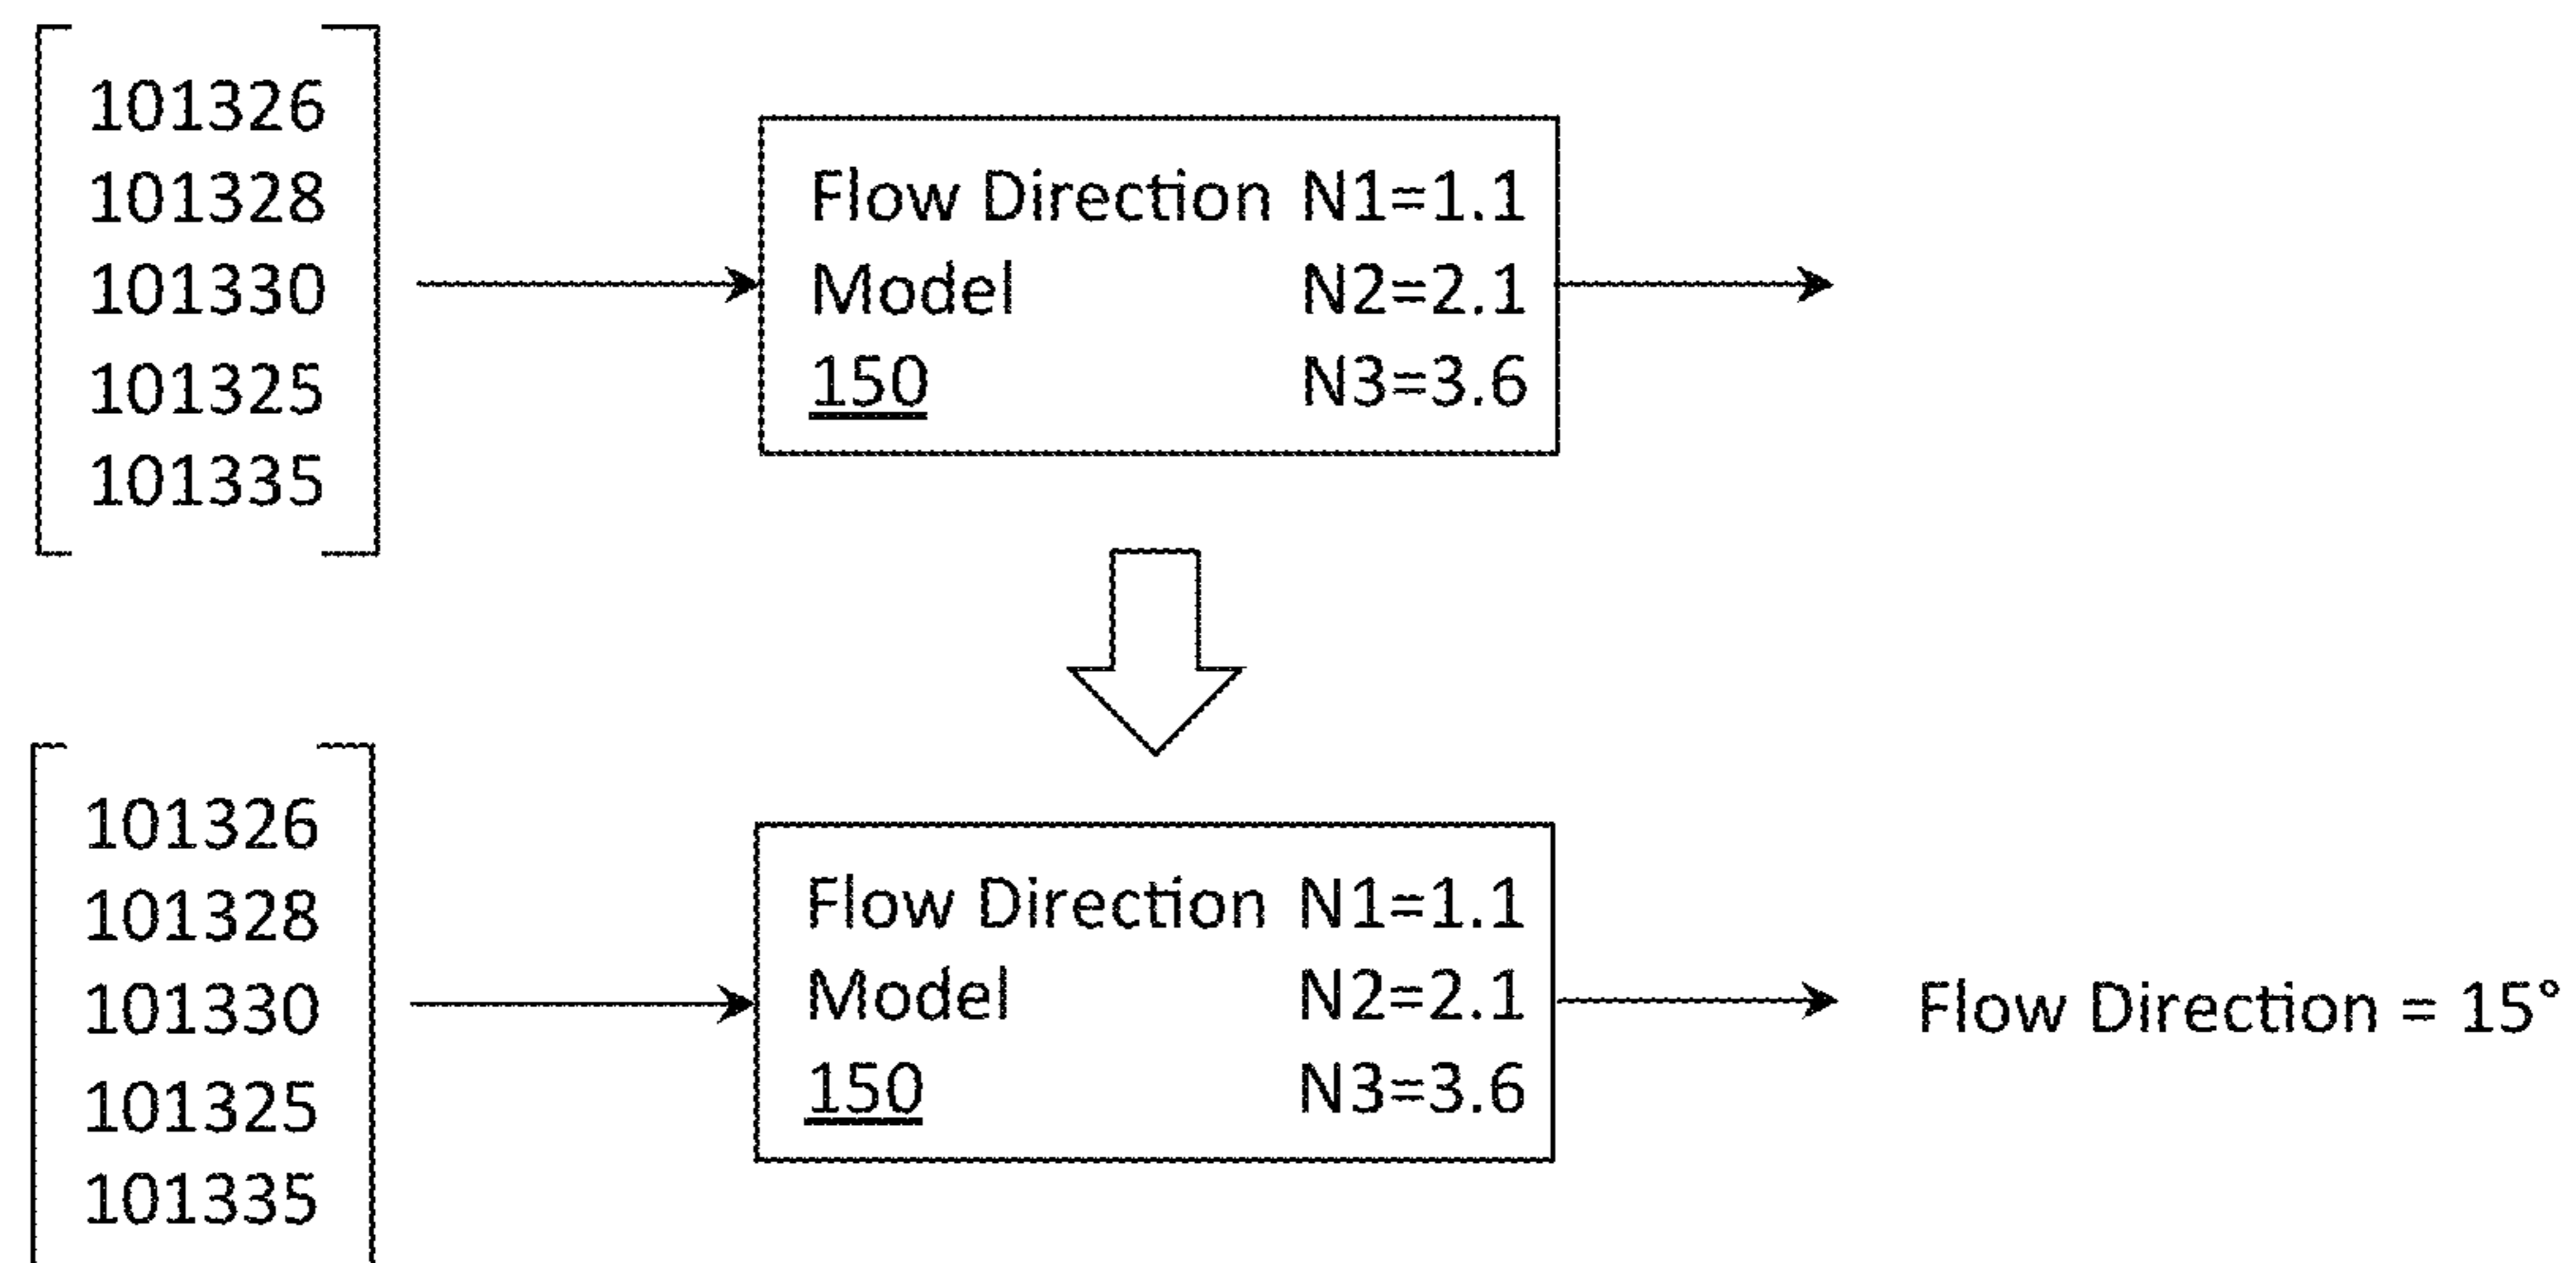 101326
101328
101330
101325
101335
Flow Direction N1=1.1
Model N2=2.1
150 N3=3.6
101326
101328
101330
101325
101335
Flow Direction N1=1.1
Model N2=2.1
150 N3=3.6
Flow Direction = 15°